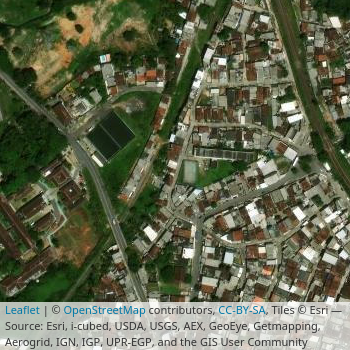 Leaflet | © OpenStreetMap contributors, CC-BY-SA, Tiles © Esri —
Source: Esri, i-cubed, USDA, USGS, AEX, GeoEye, Getmapping,
Aerogrid, IGN, IGP, UPR-EGP, and the GIS User Community